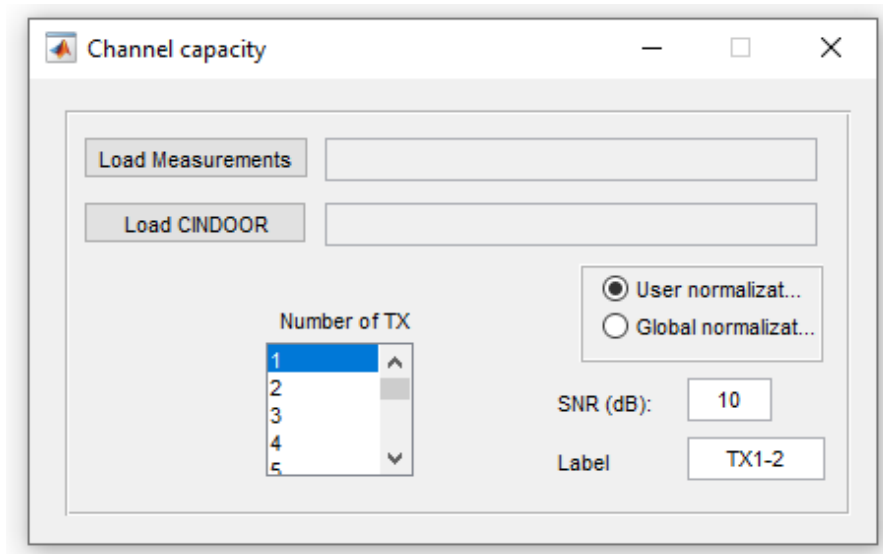 Channel capacity
Load Measurements
Load CINDOOR
User normalizat...
Global normalizat...
Number of TX
1
2
3
4
5
SNR (dB):
10
Label
TX1-2